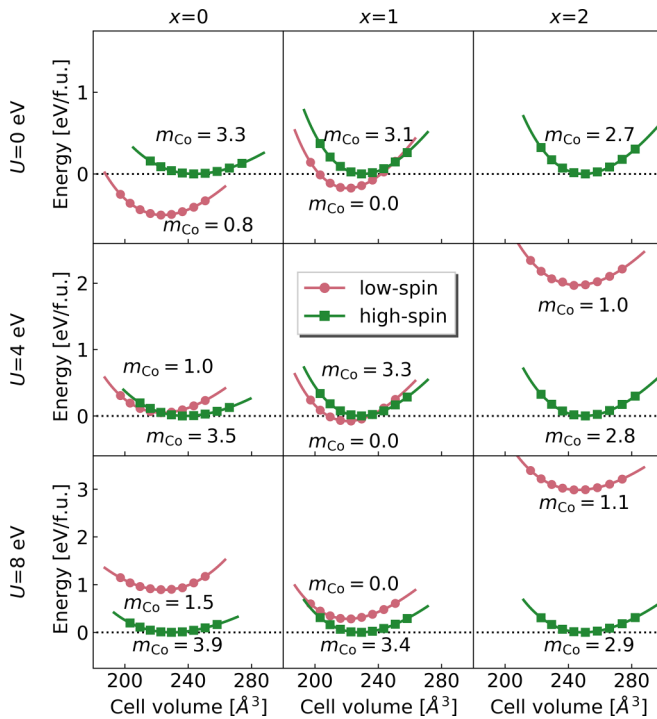 x=0 x=1 x=2
U=0 eV
Energy [eV/f.u.]
1
0
m_Co = 3.3
m_Co = 0.8
m_Co = 3.1
m_Co = 0.0
m_Co = 2.7
U=4 eV
Energy [eV/f.u.]
2
1
0
m_Co = 1.0
m_Co = 3.5
low-spin
high-spin
m_Co = 3.3
m_Co = 0.0
m_Co = 1.0
m_Co = 2.8
U=8 eV
Energy [eV/f.u.]
3
2
1
0
m_Co = 1.5
m_Co = 3.9
m_Co = 0.0
m_Co = 3.4
m_Co = 1.1
m_Co = 2.9
200 240 280 200 240 280 200 240 280
Cell volume [Å³] Cell volume [Å³] Cell volume [Å³]